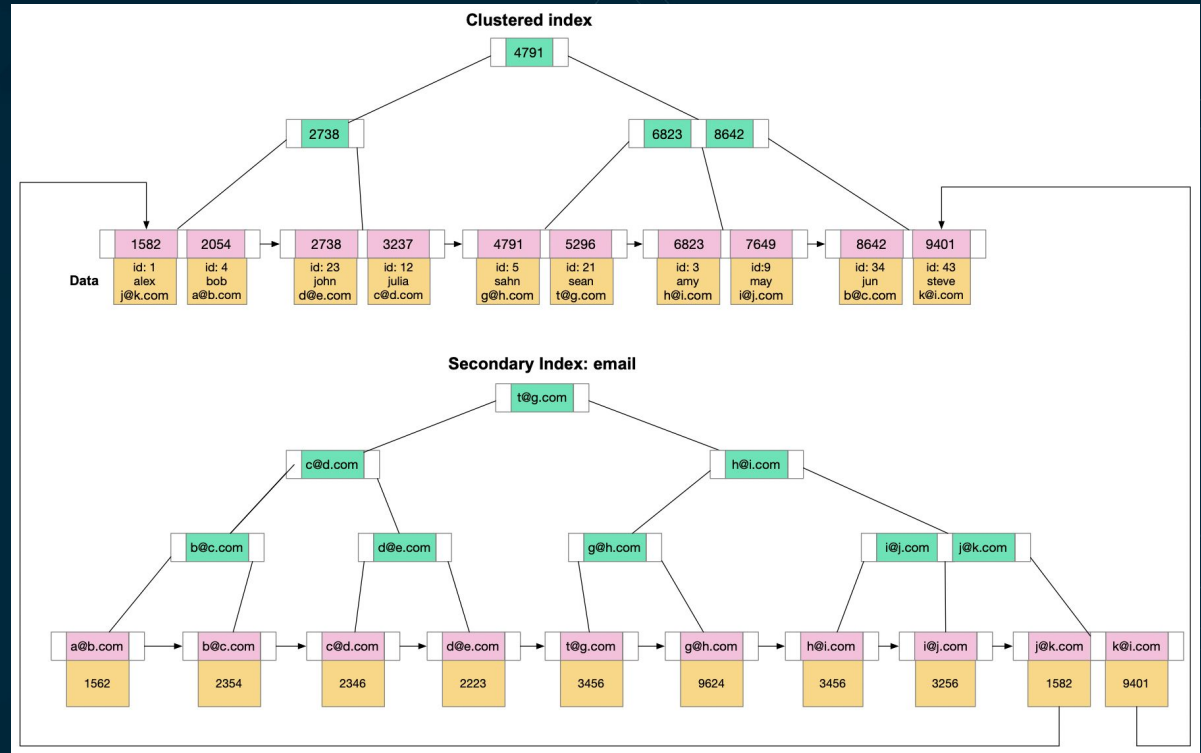 Clustered index
4791
2738
6823 8642
1582 2054 2738 3237 4791 5296 6823 7649 8642 9401
Data
id: 1
alex
j@k.com
id: 4
bob
a@b.com
id: 23
john
d@e.com
id: 12
julia
c@d.com
id: 5
sahn
g@h.com
id: 21
sean
t@g.com
id: 3
amy
h@i.com
id:9
may
i@j.com
id: 34
jun
b@c.com
id: 43
steve
k@i.com
Secondary Index: email
t@g.com
c@d.com h@i.com
b@c.com d@e.com g@h.com i@j.com j@k.com
a@b.com b@c.com c@d.com d@e.com t@g.com g@h.com h@i.com i@j.com j@k.com k@i.com
1562 2354 2346 2223 3456 9624 3456 3256 1582 9401